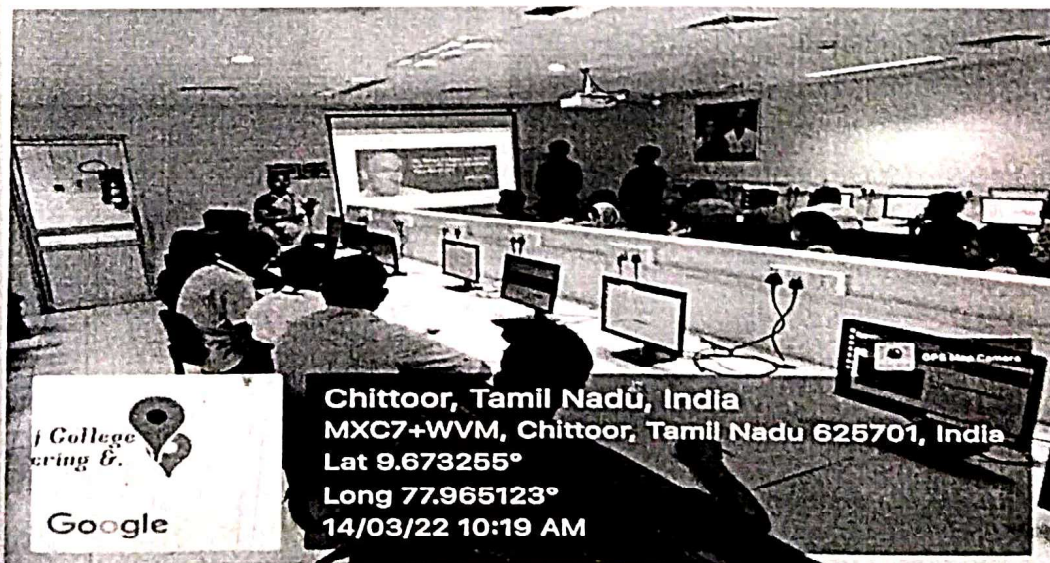 GPS Map Camera
Chittoor, Tamil Nadu, India
MXC7+WVM, Chittoor, Tamil Nadu 625701, India
Lat 9.673255°
Long 77.965123°
14/03/22 10:19 AM
College
ering &.
Google